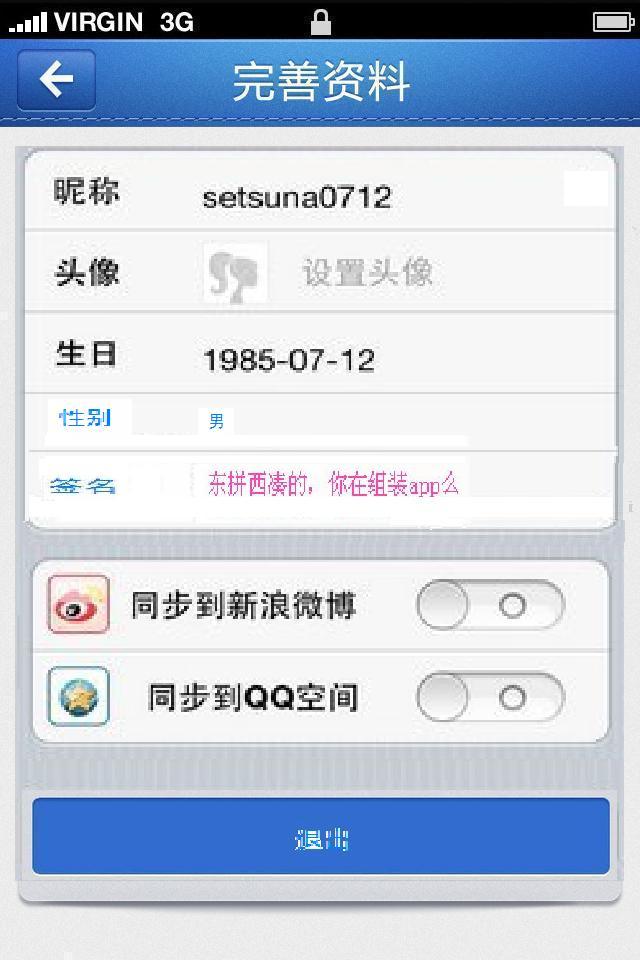 VIRGIN 3G
完善资料
昵称 setsuna0712
头像 设置头像
生日 1985-07-12
性别 男
签名 东拼西凑的，你在组装app么
同步到新浪微博
同步到QQ空间
退出